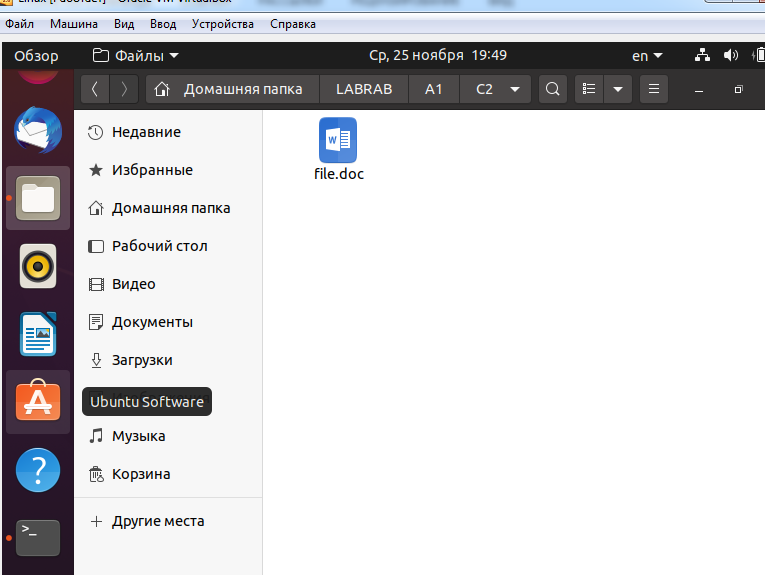 Файл Машина Вид Ввод Устройства Справка
Обзор Файлы Ср, 25 ноября 19:49 en
Домашняя папка LABRAB A1 C2
Недавние
Избранные
Домашняя папка
Рабочий стол
Видео
Документы
Загрузки
Ubuntu Software
Музыка
Корзина
+ Другие места
file.doc